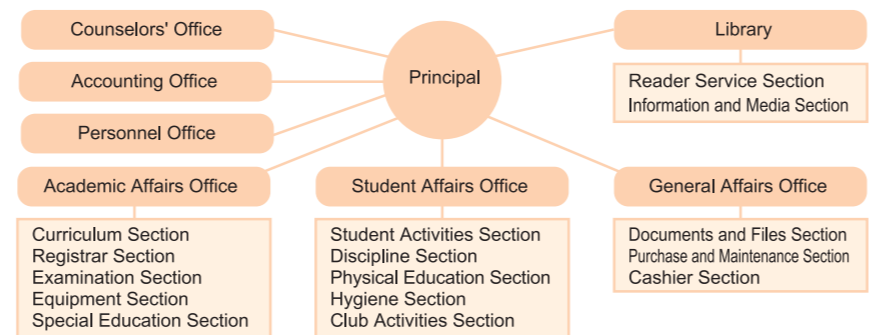 Counselors' Office
Accounting Office
Personnel Office
Principal
Library
Reader Service Section
Information and Media Section
Academic Affairs Office
Curriculum Section
Registrar Section
Examination Section
Equipment Section
Special Education Section
Student Affairs Office
Student Activities Section
Discipline Section
Physical Education Section
Hygiene Section
Club Activities Section
General Affairs Office
Documents and Files Section
Purchase and Maintenance Section
Cashier Section